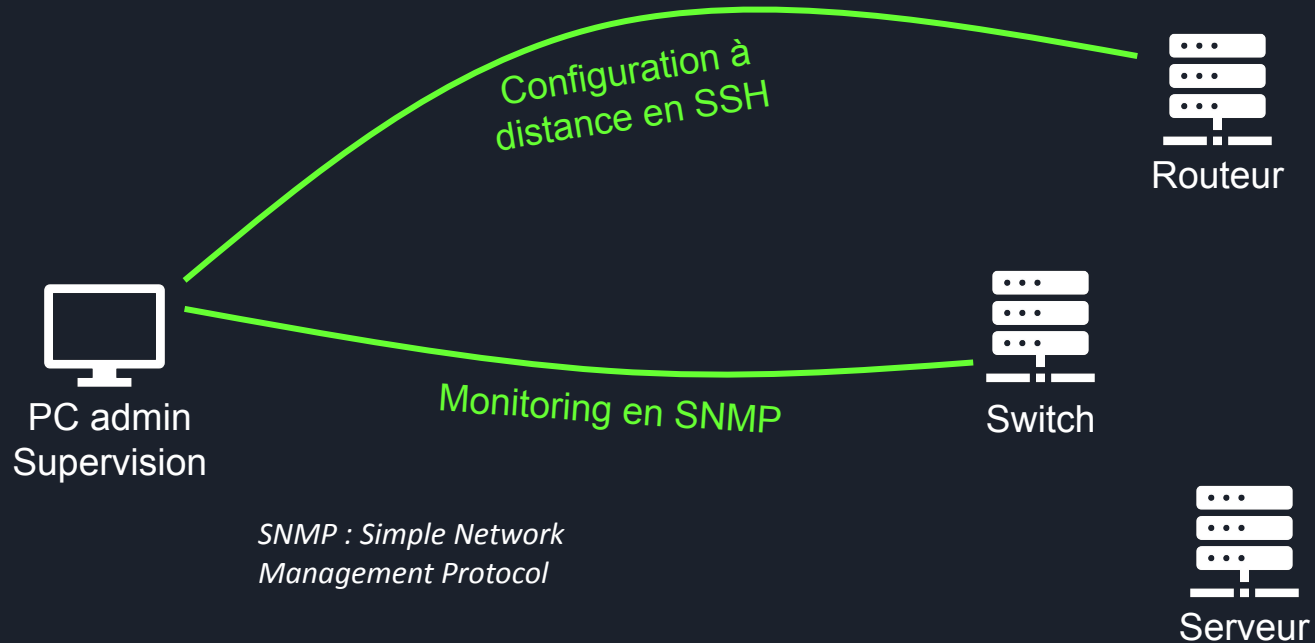 Configuration à
distance en SSH
Routeur
PC admin
Supervision
Monitoring en SNMP
Switch
SNMP : Simple Network
Management Protocol
Serveur